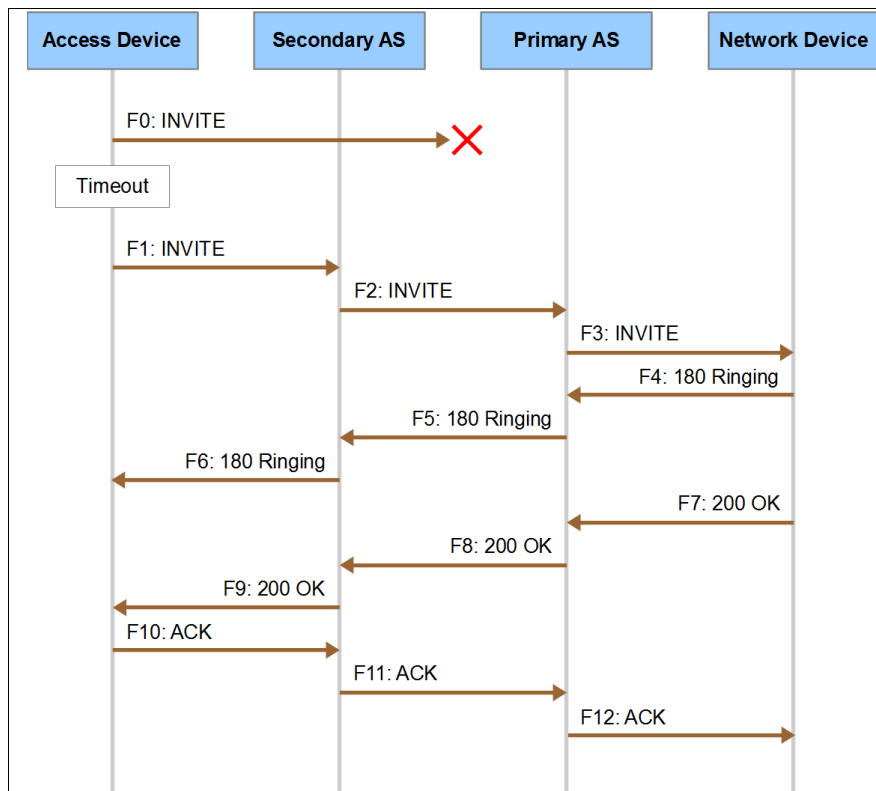 Access Device
Secondary AS
Primary AS
Network Device
F0: INVITE
Timeout
F1: INVITE
F2: INVITE
F3: INVITE
F4: 180 Ringing
F5: 180 Ringing
F6: 180 Ringing
F7: 200 OK
F8: 200 OK
F9: 200 OK
F10: ACK
F11: ACK
F12: ACK